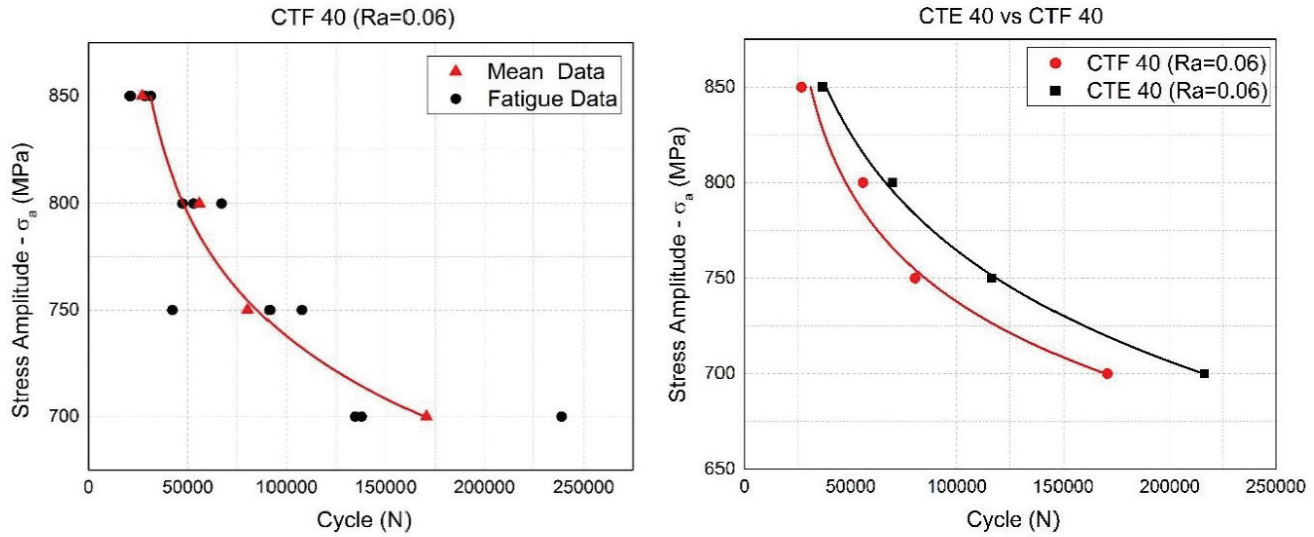 CTF 40 (Ra=0.06)
Mean Data
Fatigue Data
850
800
750
700
Stress Amplitude - σa (MPa)
0
50000
100000
150000
200000
250000
Cycle (N)
CTE 40 vs CTF 40
CTF 40 (Ra=0.06)
CTE 40 (Ra=0.06)
850
800
750
700
650
Stress Amplitude - σa (MPa)
0
50000
100000
150000
200000
250000
Cycle (N)